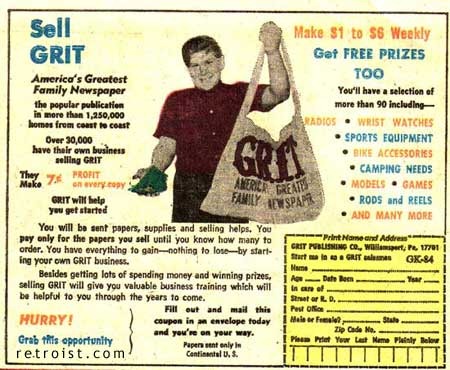 Sell
GRIT
America's Greatest
Family Newspaper
the popular publication
in more than 1,250,000
homes from coast to coast
Over 30,000
have their own business
selling GRIT
They
Make 7¢ PROFIT
on every copy
GRIT will help
you get started
GRIT
AMERICA'S GREATEST
FAMILY NEWSPAPER
Make $1 to $6 Weekly
Get FREE PRIZES
TOO
You'll have a selection of
more than 90 including—
RADIOS • WRIST WATCHES
• SPORTS EQUIPMENT
• BIKE ACCESSORIES
• CAMPING NEEDS
• MODELS • GAMES
• RODS and REELS
• AND MANY MORE
You will be sent papers, supplies and selling helps. You
pay only for the papers you sell until you know how many to
order. You have everything to gain—nothing to lose—by start-
ing your own GRIT business.
Besides getting lots of spending money and winning prizes,
selling GRIT will give you valuable business training which will
be helpful to you through the years to come.
HURRY!
Grab this opportunity
Fill out and mail this
coupon in an envelope today
and you're on your way.
Papers sent only in
Continental U. S.
Print Name and Address
GRIT PUBLISHING CO., Williamsport, Pa. 17701
Start me in as a GRIT salesman GK-84
Name
Age Date Born Year
In care of
Street or R. D.
Post Office
Male or Female? State
Zip Code No.
Please Print Your Last Name Plainly Below
retroist.com